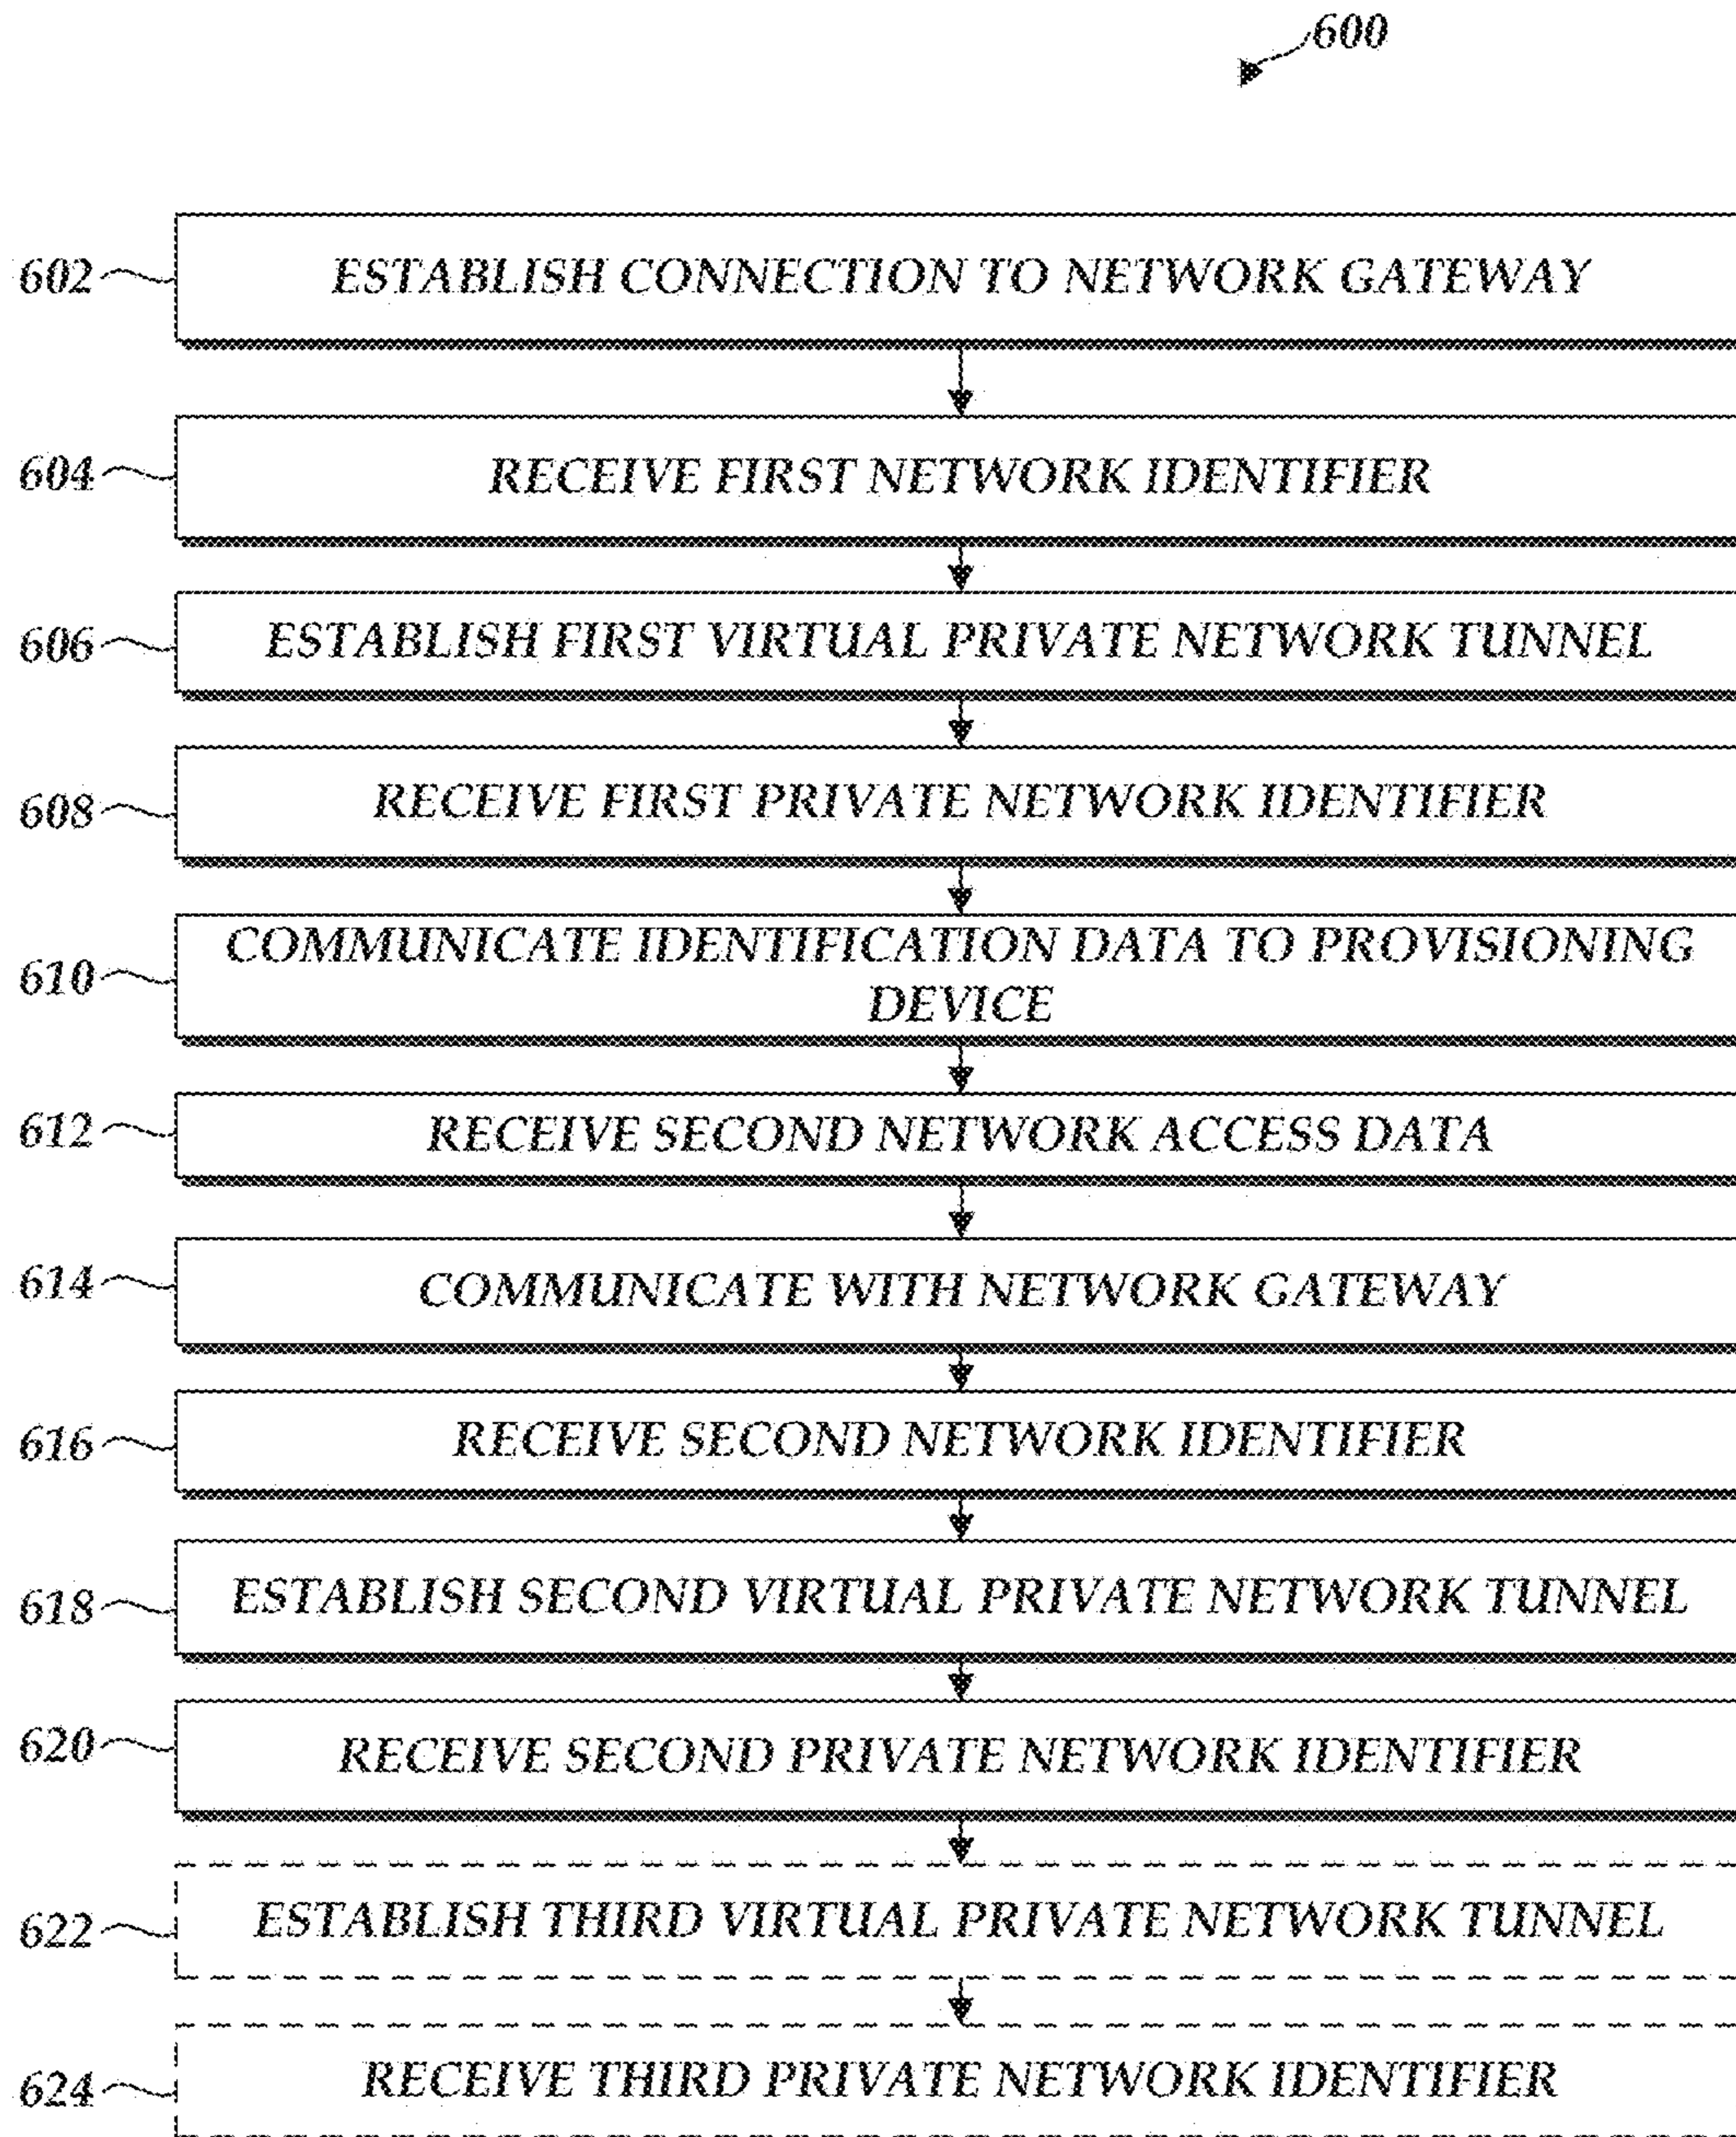 600
602 ESTABLISH CONNECTION TO NETWORK GATEWAY
604 RECEIVE FIRST NETWORK IDENTIFIER
606 ESTABLISH FIRST VIRTUAL PRIVATE NETWORK TUNNEL
608 RECEIVE FIRST PRIVATE NETWORK IDENTIFIER
610 COMMUNICATE IDENTIFICATION DATA TO PROVISIONING
DEVICE
612 RECEIVE SECOND NETWORK ACCESS DATA
614 COMMUNICATE WITH NETWORK GATEWAY
616 RECEIVE SECOND NETWORK IDENTIFIER
618 ESTABLISH SECOND VIRTUAL PRIVATE NETWORK TUNNEL
620 RECEIVE SECOND PRIVATE NETWORK IDENTIFIER
622 ESTABLISH THIRD VIRTUAL PRIVATE NETWORK TUNNEL
624 RECEIVE THIRD PRIVATE NETWORK IDENTIFIER